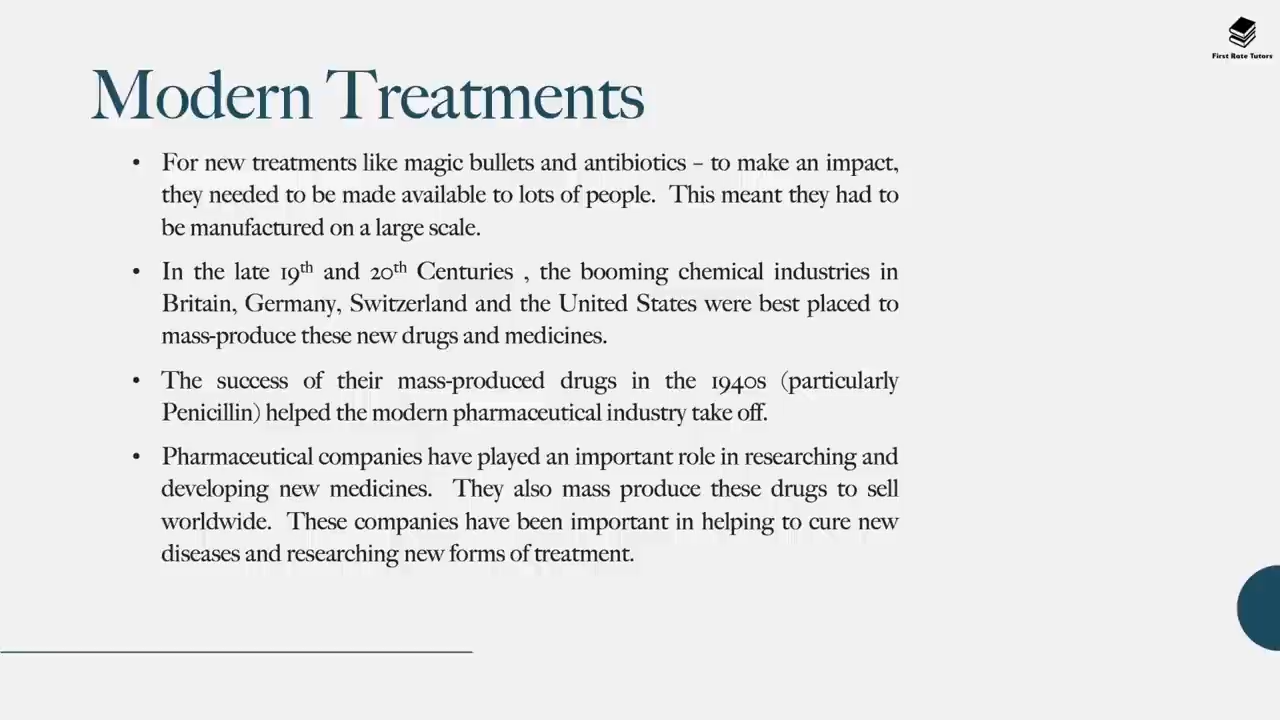 First Rate Tutors
Modern Treatments
• For new treatments like magic bullets and antibiotics – to make an impact,
they needed to be made available to lots of people.  This meant they had to
be manufactured on a large scale.
• In the late 19th and 20th Centuries , the booming chemical industries in
Britain, Germany, Switzerland and the United States were best placed to
mass-produce these new drugs and medicines.
• The success of their mass-produced drugs in the 1940s (particularly
Penicillin) helped the modern pharmaceutical industry take off.
• Pharmaceutical companies have played an important role in researching and
developing new medicines.  They also mass produce these drugs to sell
worldwide.  These companies have been important in helping to cure new
diseases and researching new forms of treatment.